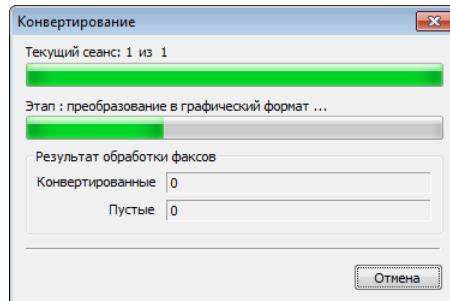 Конвертирование
Текущий сеанс: 1 из 1
Этап : преобразование в графический формат ...
Результат обработки факсов
Конвертированные 0
Пустые 0
Отмена